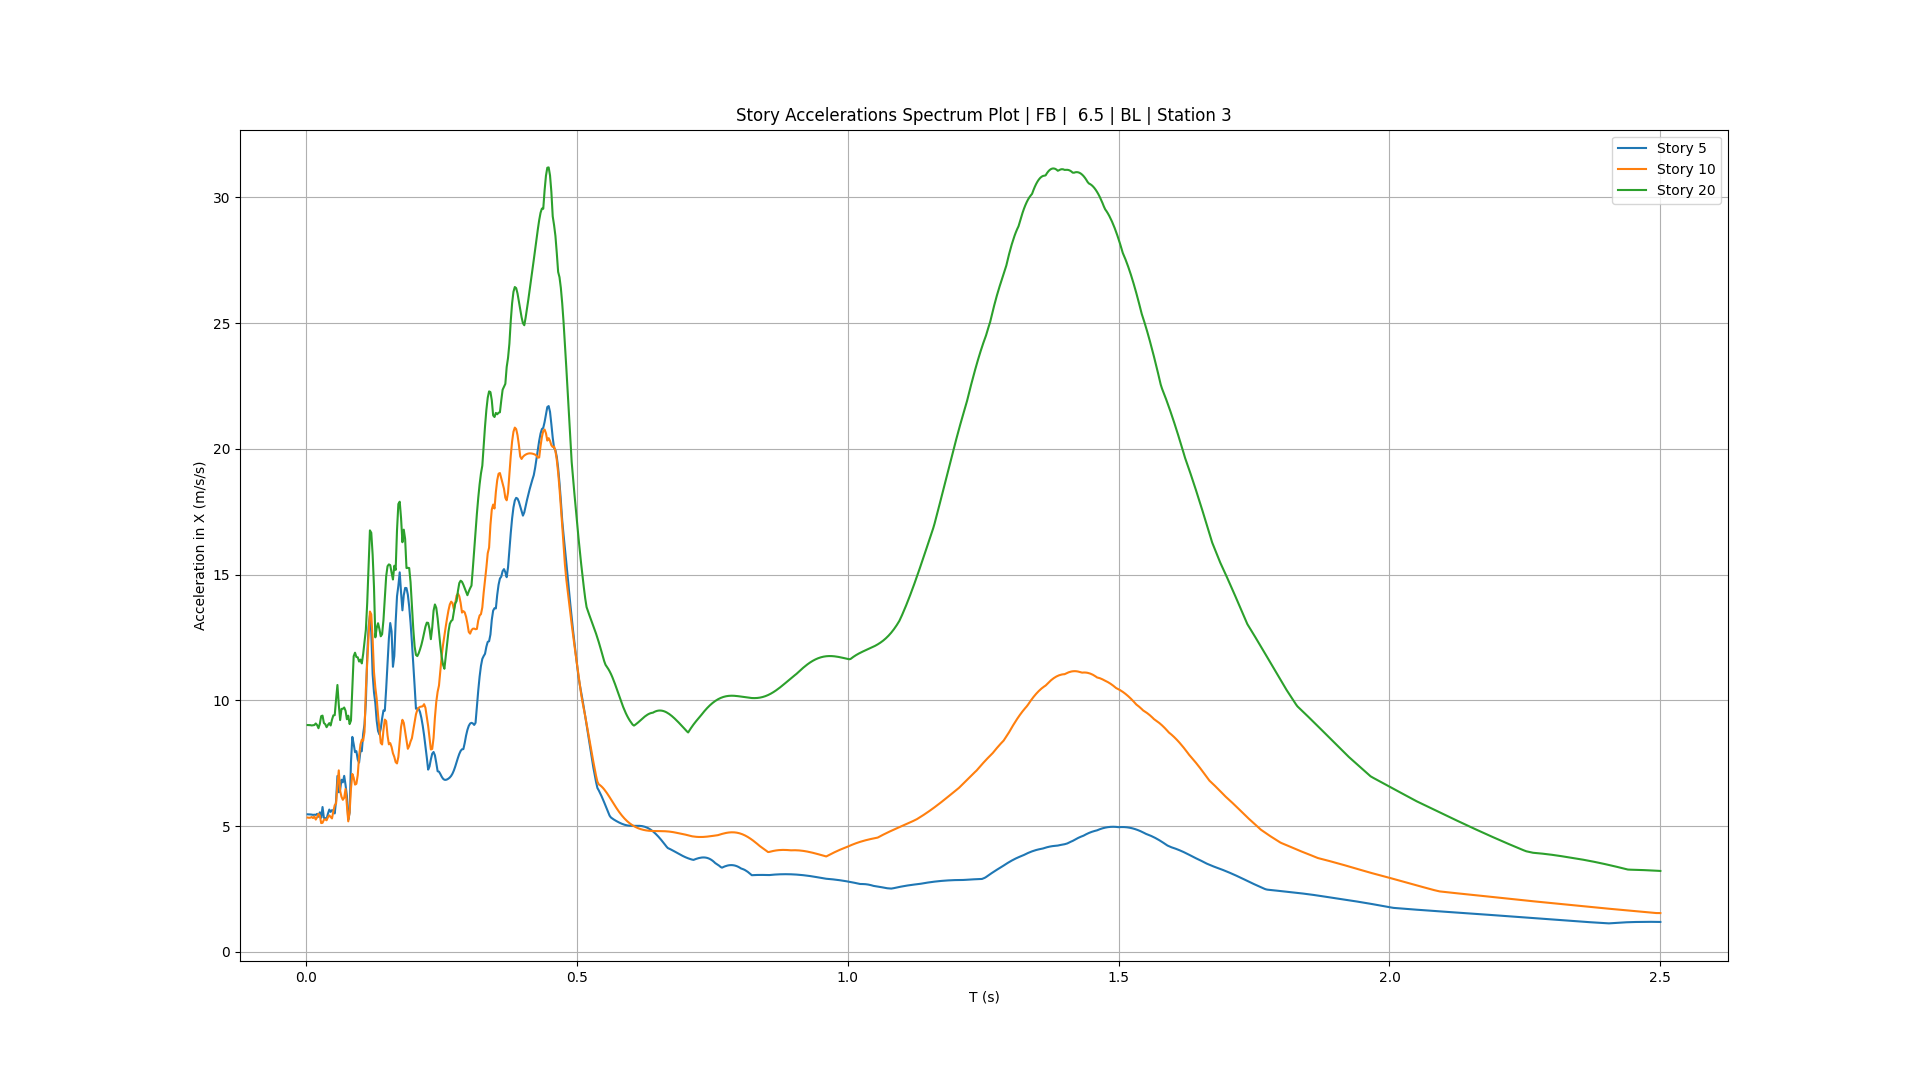 Story Accelerations Spectrum Plot | FB |  6.5 | BL | Station 3
Story 5
Story 10
Story 20
Acceleration in X (m/s/s)
30
25
20
15
10
5
0
0.0 0.5 1.0 1.5 2.0 2.5
T (s)